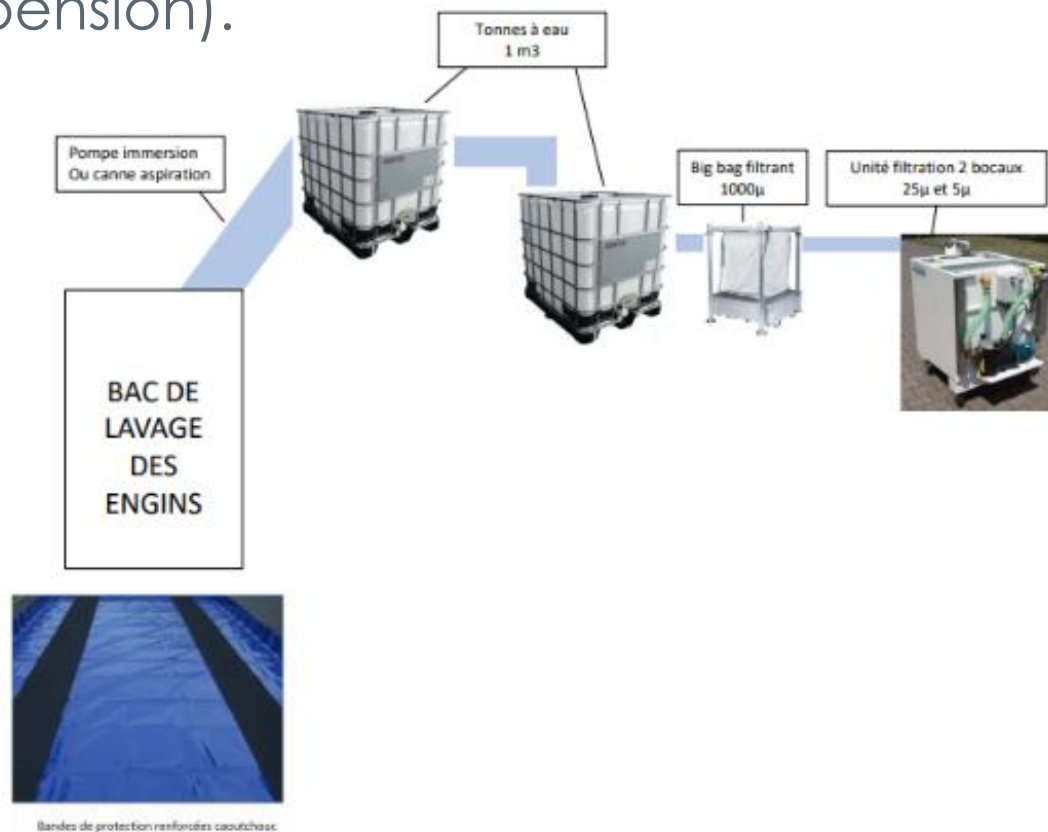 pension).
Tonnes à eau
1 m3
Pompe immersion
Ou canne aspiration
Big bag filtrant
1000µ
Unité filtration 2 bocaux
25µ et 5µ
BAC DE
LAVAGE
DES
ENGINS
Bandes de protection renforcées caoutchouc